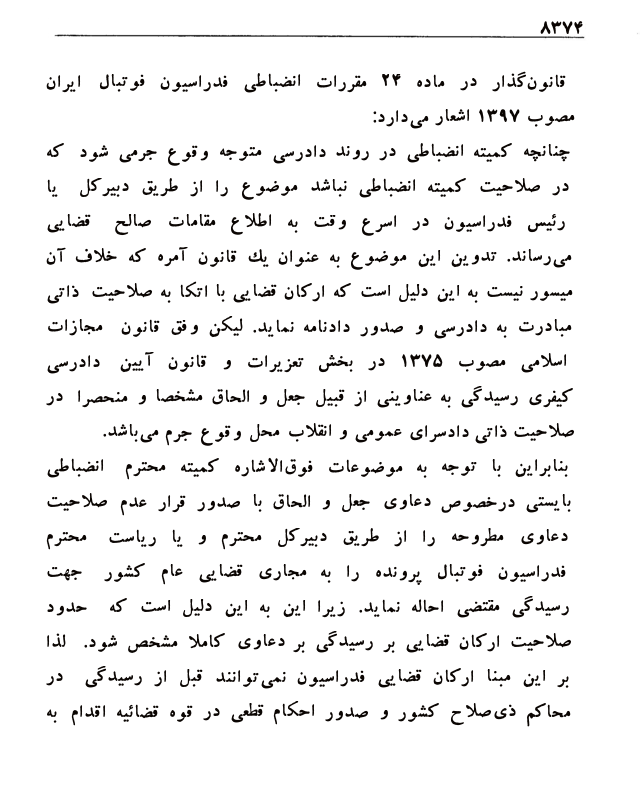 ۸۳۷۴
قانون‌گذار در ماده ۲۴ مقررات انضباطی فدراسیون فوتبال ایران
مصوب ۱۳۹۷ اشعار می‌دارد:
چنانچه کمیته انضباطی در روند دادرسی متوجه وقوع جرمی شود که
در صلاحیت کمیته انضباطی نباشد موضوع را از طریق دبیرکل یا
رئیس فدراسیون در اسرع وقت به اطلاع مقامات صالح قضایی
می‌رساند. تدوین این موضوع به عنوان یك قانون آمره که خلاف آن
میسور نیست به این دلیل است که ارکان قضایی با اتکا به صلاحیت ذاتی
مبادرت به دادرسی و صدور دادنامه نماید. لیکن وفق قانون مجازات
اسلامی مصوب ۱۳۷۵ در بخش تعزیرات و قانون آیین دادرسی
کیفری رسیدگی به عناوینی از قبیل جعل و الحاق مشخصا و منحصرا در
صلاحیت ذاتی دادسرای عمومی و انقلاب محل وقوع جرم می‌باشد.
بنابراین با توجه به موضوعات فوق‌الاشاره کمیته محترم انضباطی
بایستی درخصوص دعاوی جعل و الحاق با صدور قرار عدم صلاحیت
دعاوی مطروحه را از طریق دبیرکل محترم و یا ریاست محترم
فدراسیون فوتبال پرونده را به مجاری قضایی عام کشور جهت
رسیدگی مقتضی احاله نماید. زیرا این به این دلیل است که حدود
صلاحیت ارکان قضایی بر رسیدگی بر دعاوی کاملا مشخص شود. لذا
بر این مبنا ارکان قضایی فدراسیون نمی‌توانند قبل از رسیدگی در
محاکم ذی‌صلاح کشور و صدور احکام قطعی در قوه قضائیه اقدام به